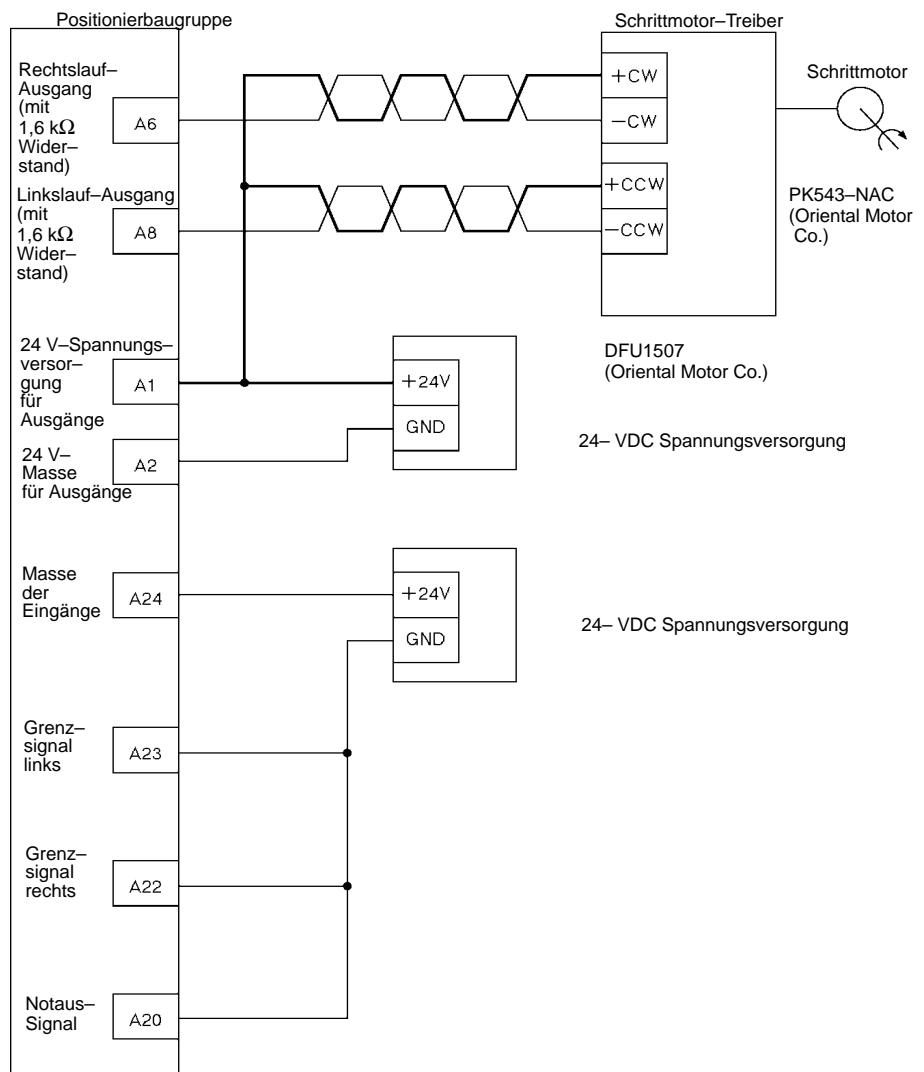 Positionierbaugruppe
Schrittmotor–Treiber
Rechtslauf–
Ausgang
(mit
1,6 kΩ
Wider–
stand)
A6
+CW
−CW
Schrittmotor
Linkslauf–Ausgang
(mit
1,6 kΩ
Wider–
stand)
A8
+CCW
−CCW
PK543–NAC
(Oriental Motor
Co.)
DFU1507
(Oriental Motor Co.)
24 V–Spannungs–
versor–
gung
für
Ausgänge
A1
+24V
GND
24– VDC Spannungsversorgung
24 V–
Masse
für Ausgänge
A2
Masse
der
Eingänge
A24
+24V
GND
24– VDC Spannungsversorgung
Grenz–
signal
links
A23
Grenz–
signal
rechts
A22
Notaus–
Signal
A20